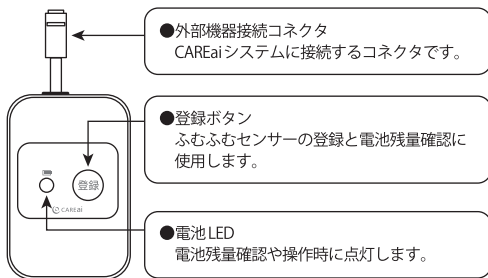 ●外部機器接続コネクタ
CAREaiシステムに接続するコネクタです。
●登録ボタン
ふむふむセンサーの登録と電池残量確認に
使用します。
登録
CAREai
●電池LED
電池残量確認や操作時に点灯します。